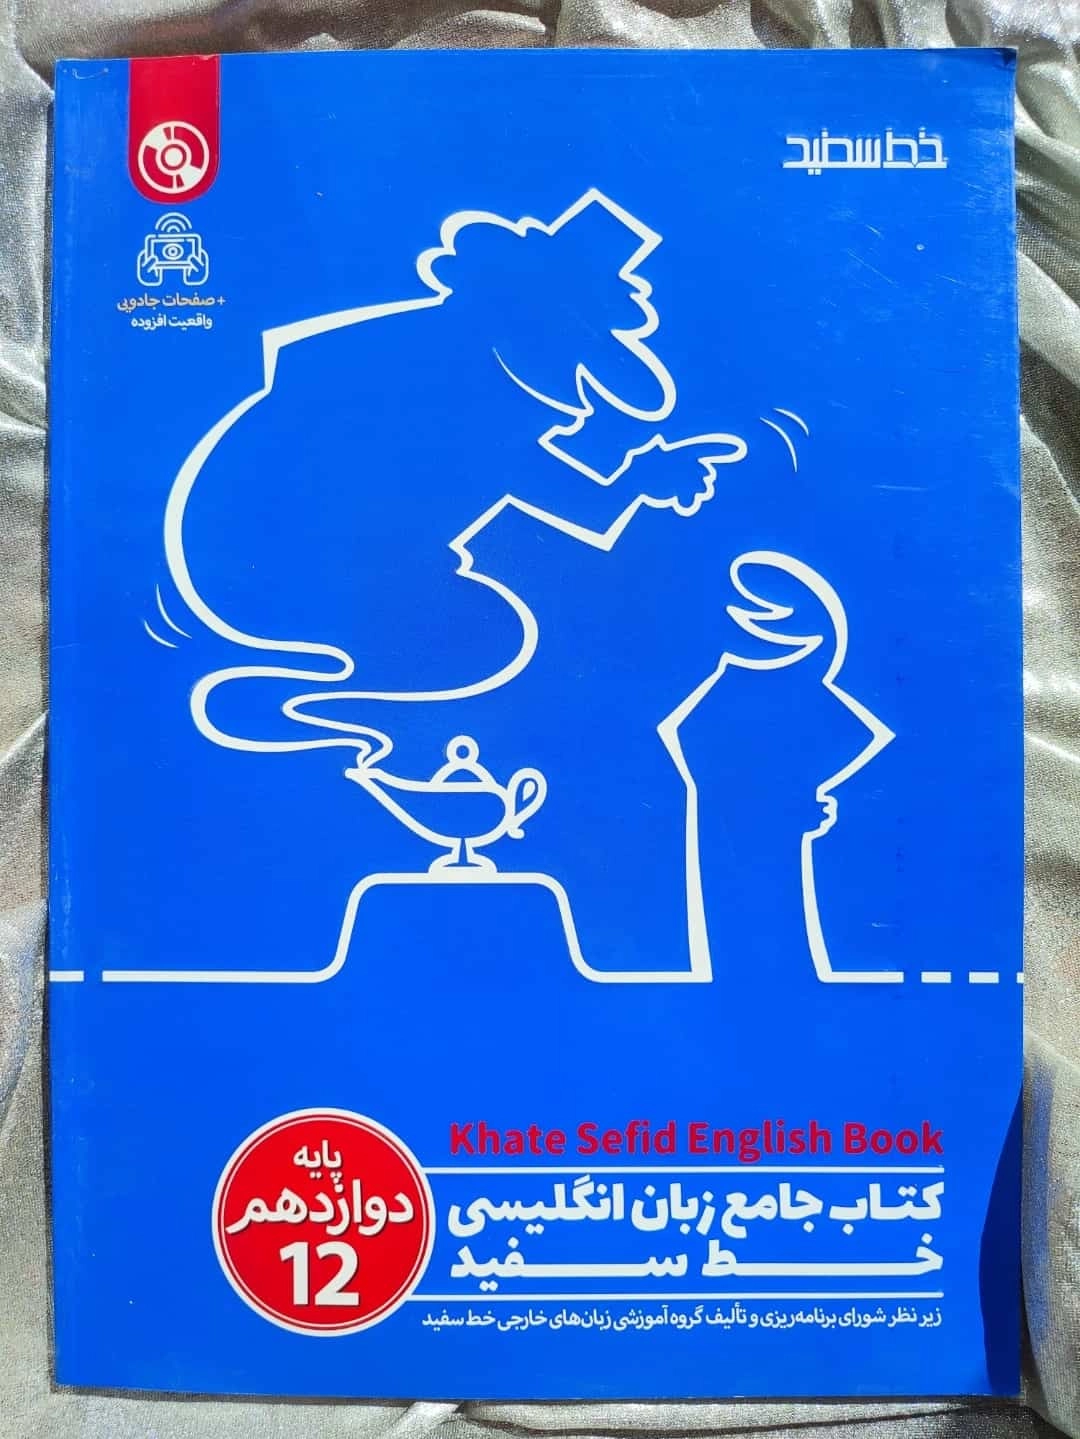 خط سفید
+ صفحات جادویی
واقعیت افزوده
Khate Sefid English Book
کتاب جامع زبان انگلیسی
خط سفید
زیر نظر شورای برنامه‌ریزی و تألیف گروه آموزشی زبان‌های خارجی خط سفید
پایه
دوازدهم
12